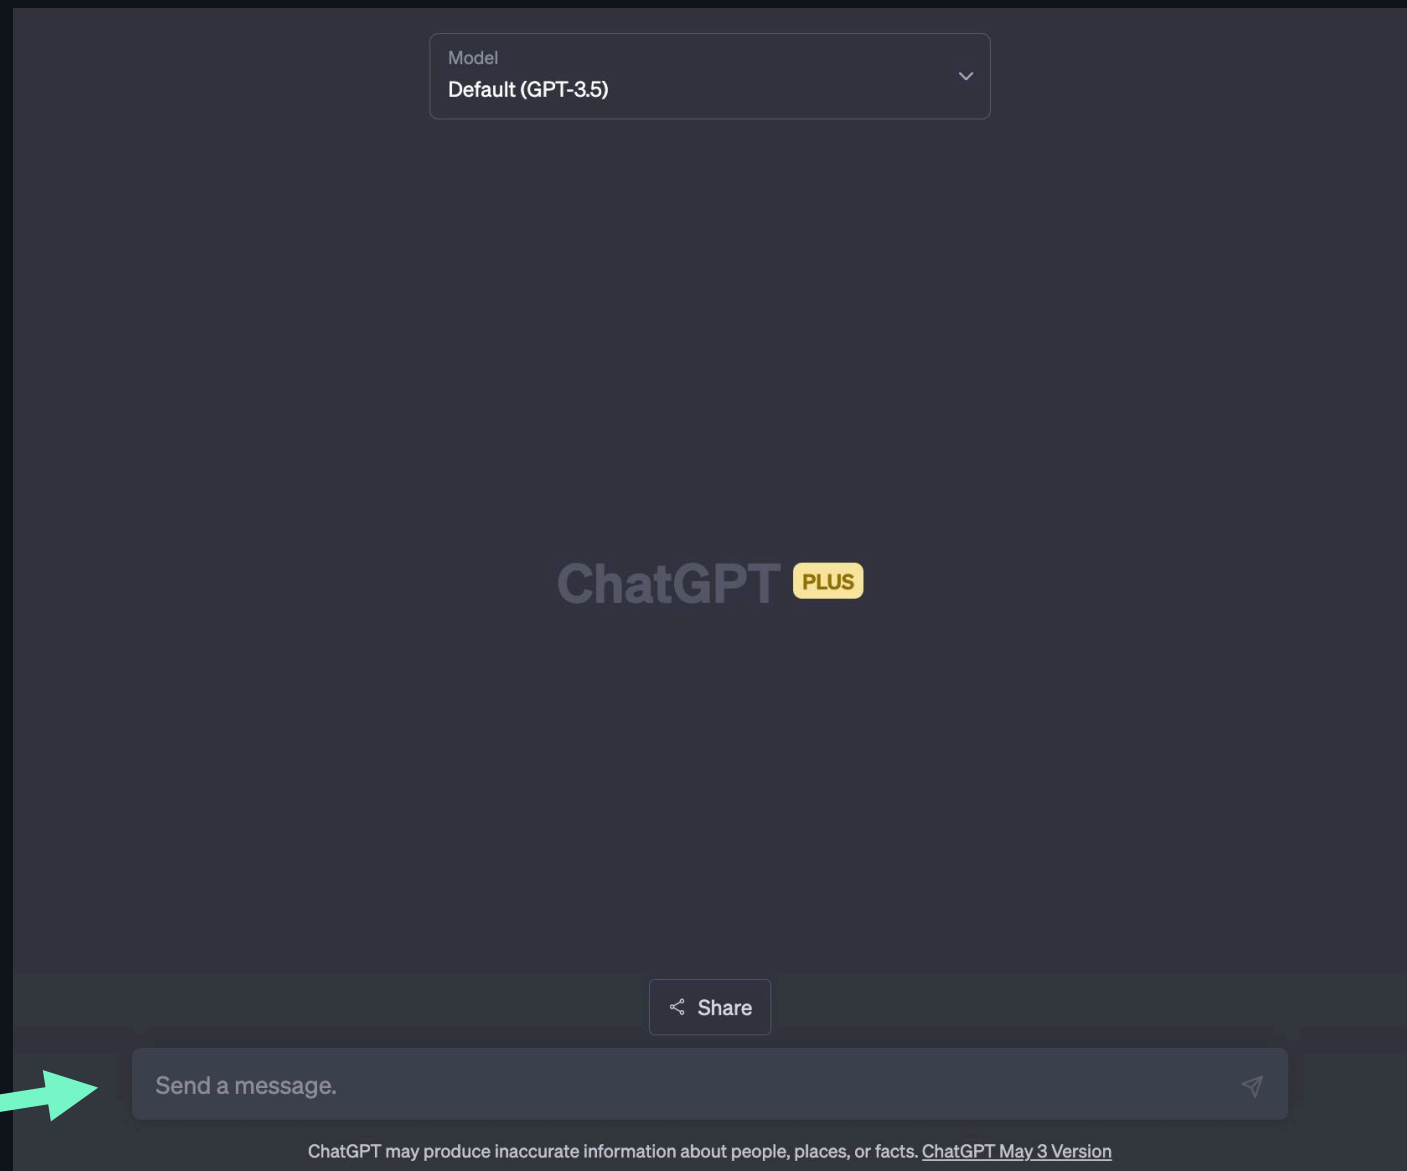 Model
Default (GPT-3.5)
ChatGPT PLUS
Share
Send a message.
ChatGPT may produce inaccurate information about people, places, or facts. ChatGPT May 3 Version